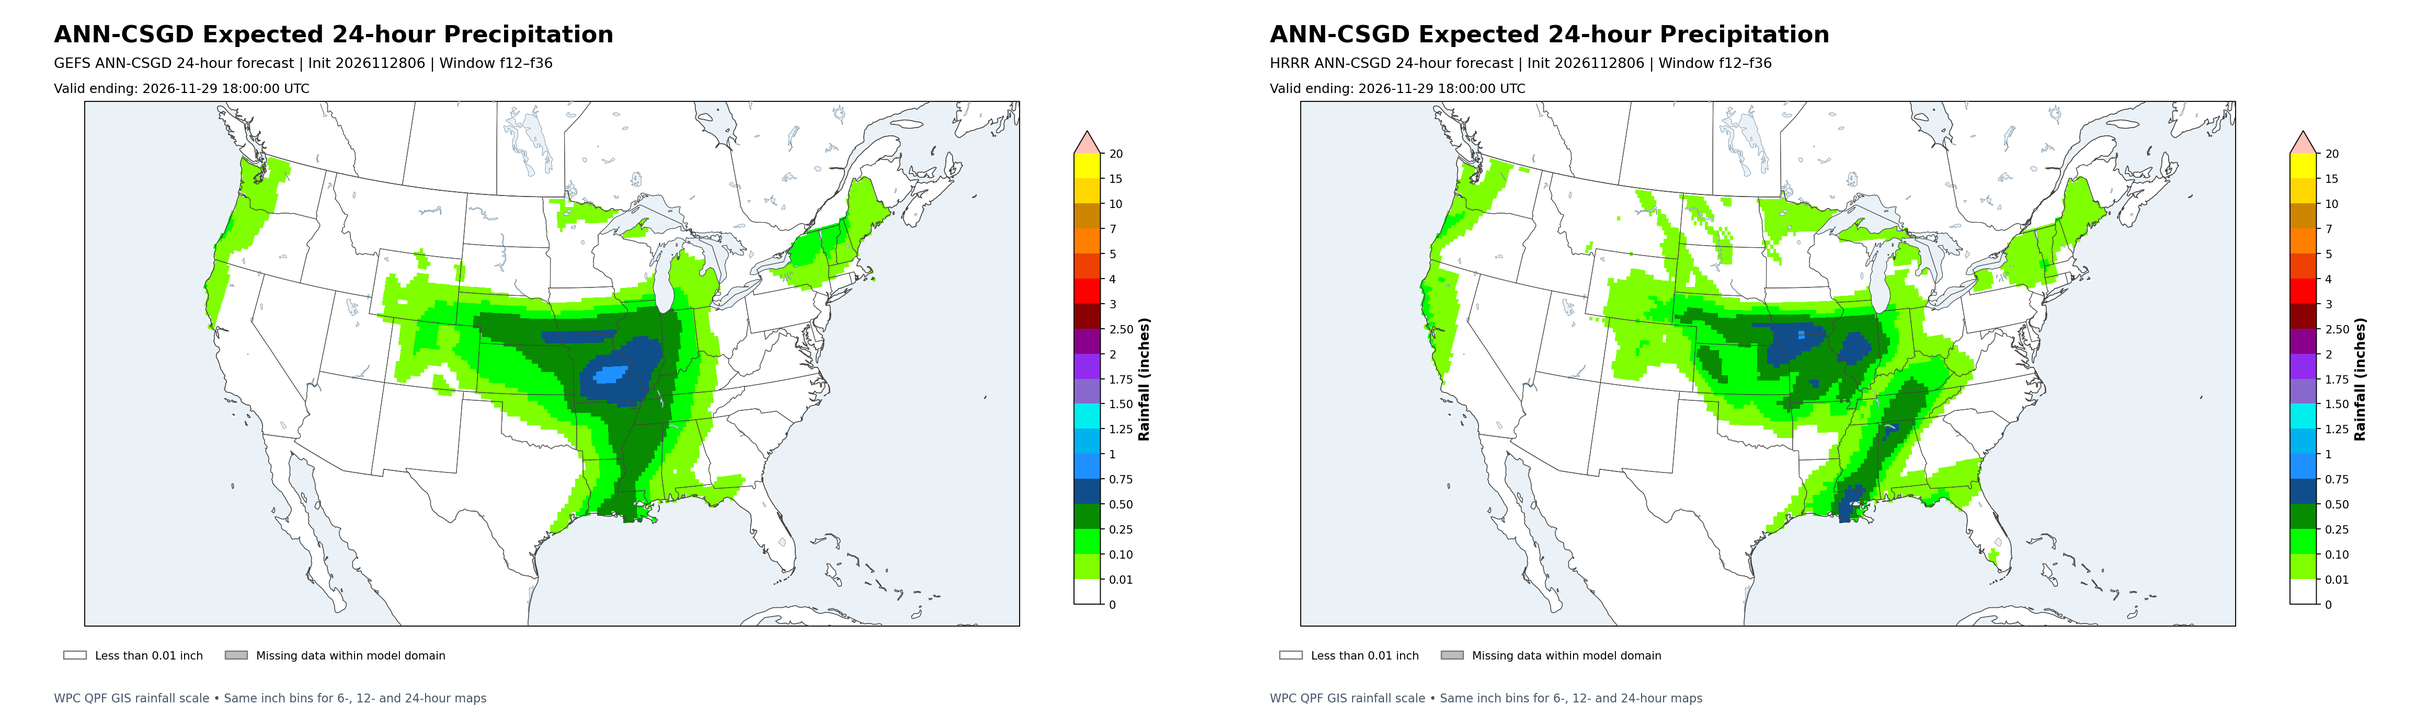 ANN-CSGD Expected 24-hour Precipitation
GEFS ANN-CSGD 24-hour forecast | Init 2026112806 | Window f12–f36
Valid ending: 2026-11-29 18:00:00 UTC
20
15
10
7
5
4
3
2.50
2
1.75
1.50
1.25
1
0.75
0.50
0.25
0.10
0.01
0
Rainfall (inches)
Less than 0.01 inch
Missing data within model domain
WPC QPF GIS rainfall scale • Same inch bins for 6-, 12- and 24-hour maps
ANN-CSGD Expected 24-hour Precipitation
HRRR ANN-CSGD 24-hour forecast | Init 2026112806 | Window f12–f36
Valid ending: 2026-11-29 18:00:00 UTC
20
15
10
7
5
4
3
2.50
2
1.75
1.50
1.25
1
0.75
0.50
0.25
0.10
0.01
0
Rainfall (inches)
Less than 0.01 inch
Missing data within model domain
WPC QPF GIS rainfall scale • Same inch bins for 6-, 12- and 24-hour maps